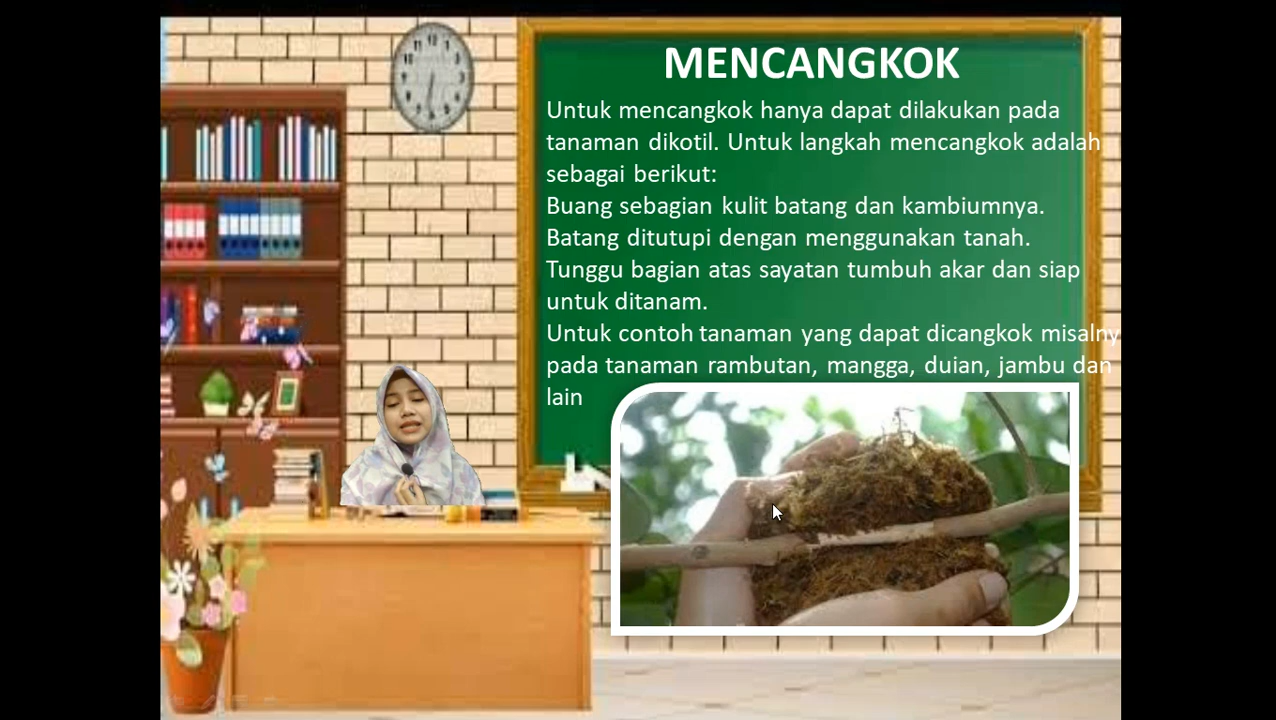 MENCANGKOK
Untuk mencangkok hanya dapat dilakukan pada
tanaman dikotil. Untuk langkah mencangkok adalah
sebagai berikut:
Buang sebagian kulit batang dan kambiumnya.
Batang ditutupi dengan menggunakan tanah.
Tunggu bagian atas sayatan tumbuh akar dan siap
untuk ditanam.
Untuk contoh tanaman yang dapat dicangkok misalny
pada tanaman rambutan, mangga, duian, jambu dan
lain